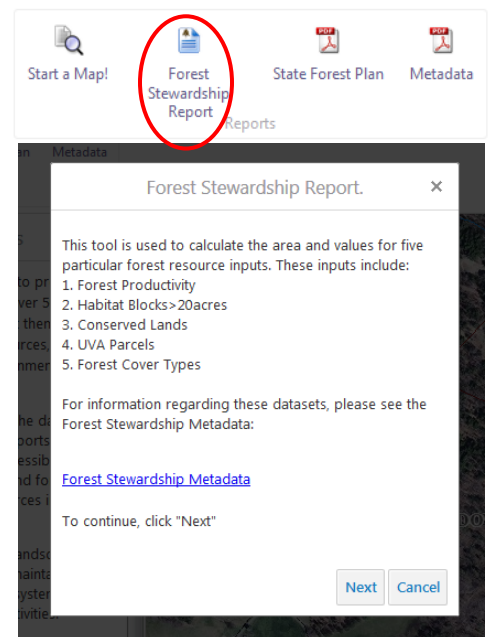 Start a Map!
Forest
Stewardship
Report
State Forest Plan
Metadata
Reports
Metadata
Forest Stewardship Report.
This tool is used to calculate the area and values for five
particular forest resource inputs. These inputs include:
1. Forest Productivity
2. Habitat Blocks>20acres
3. Conserved Lands
4. UVA Parcels
5. Forest Cover Types
For information regarding these datasets, please see the
Forest Stewardship Metadata:
Forest Stewardship Metadata
To continue, click "Next"
Next
Cancel